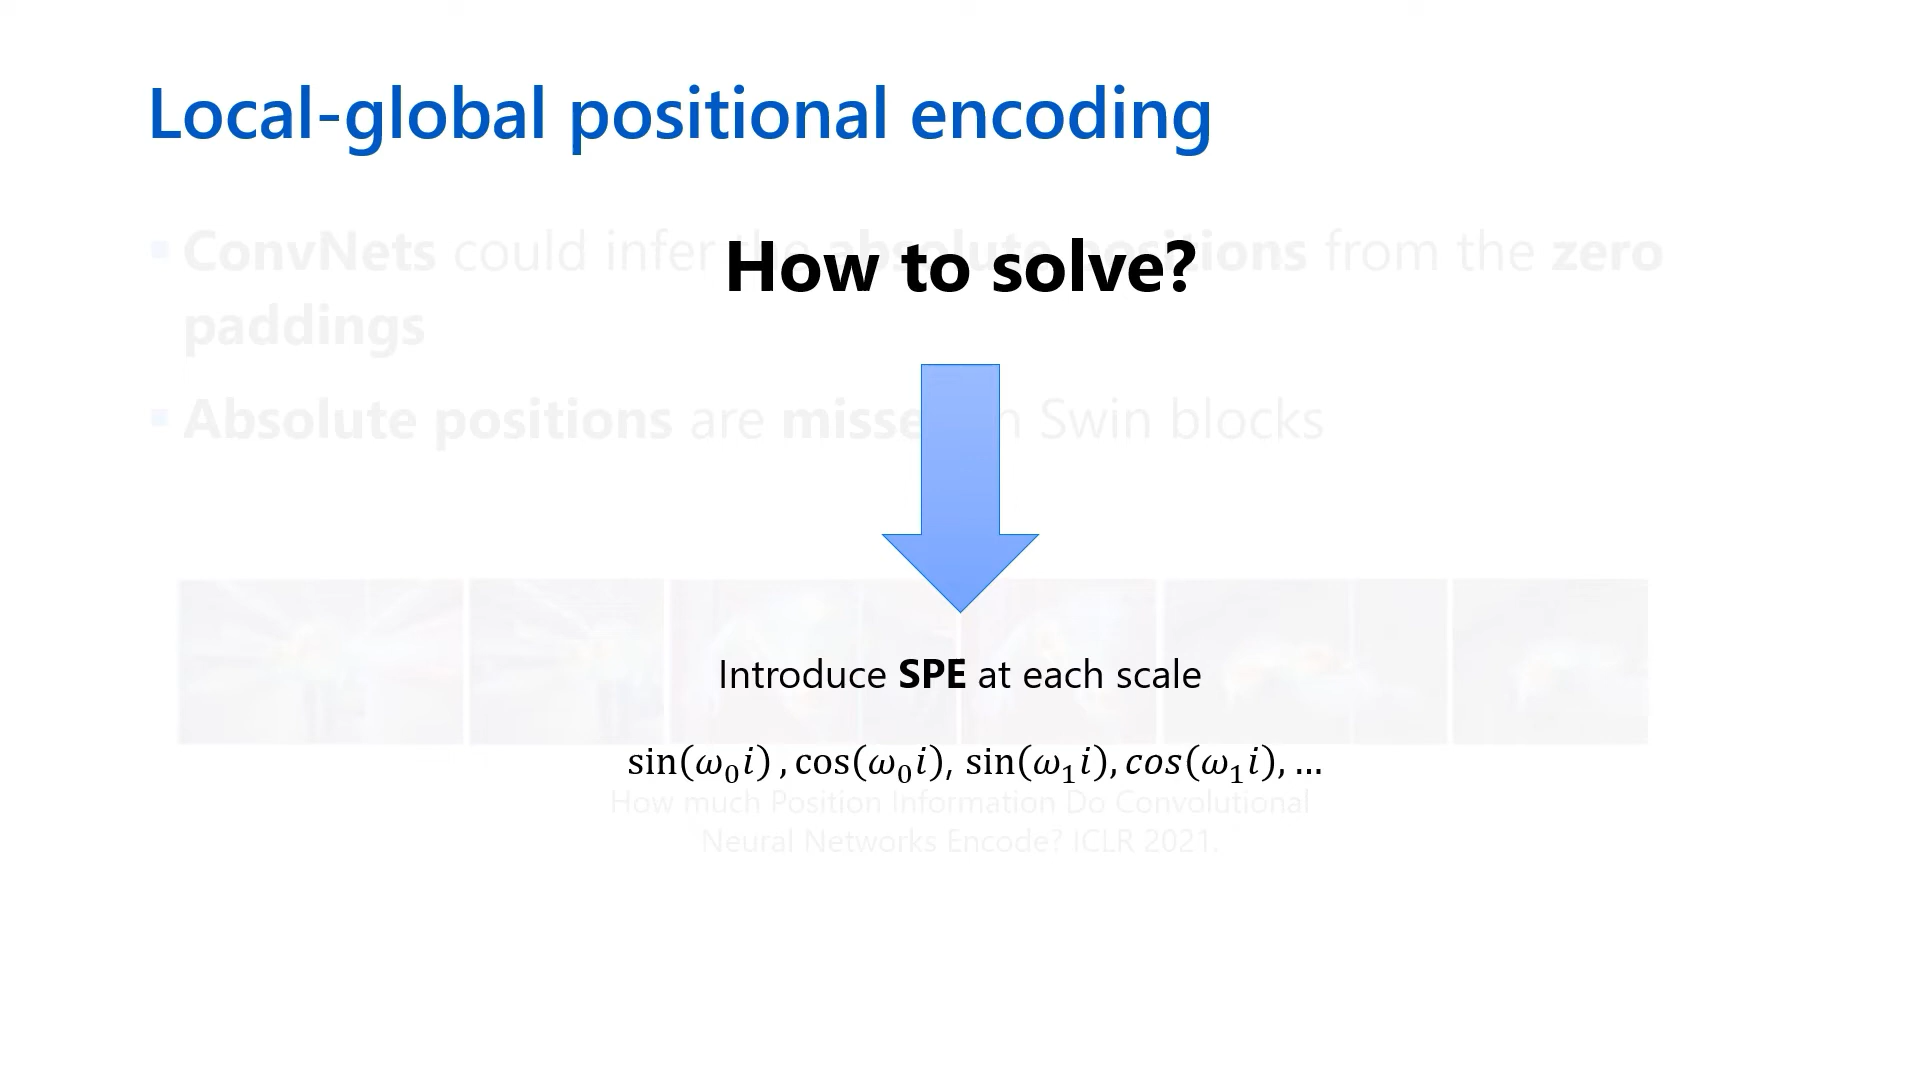 Local-global positional encoding
ConvNets could infer the absolute positions from the zero
paddings
How to solve?
Absolute positions are missed in Swin blocks
Introduce SPE at each scale
sin(ω₀i) , cos(ω₀i), sin(ω₁i), cos(ω₁i), ...
How much Position Information Do Convolutional
Neural Networks Encode? ICLR 2021.